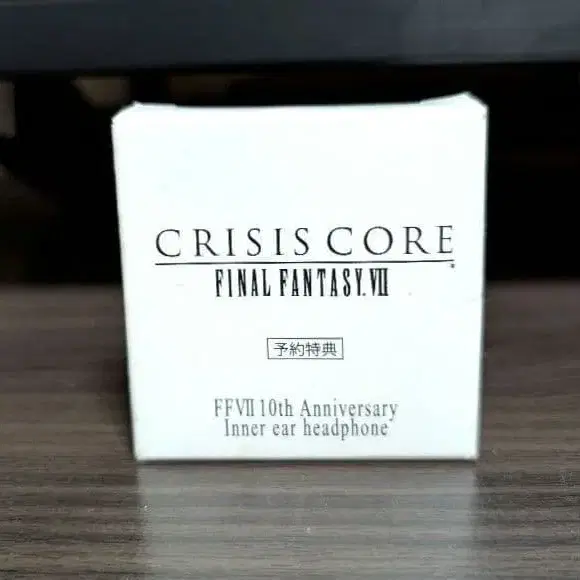 CRISIS CORE
FINAL FANTASY.VII
予約特典
FFVII 10th Anniversary
Inner ear headphone